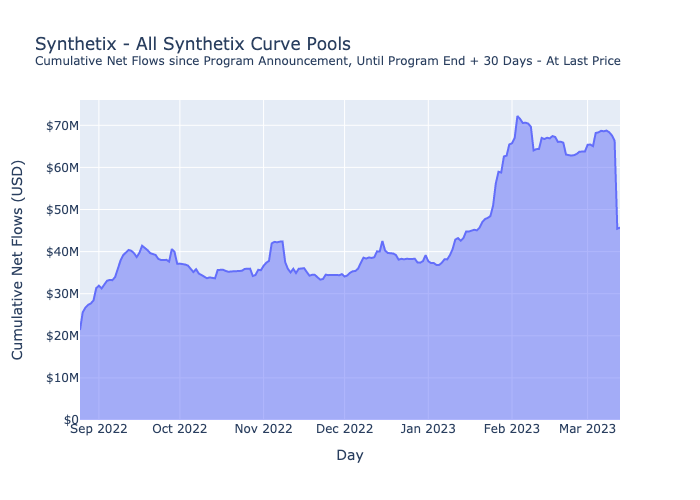 Synthetix - All Synthetix Curve Pools
Cumulative Net Flows since Program Announcement, Until Program End + 30 Days - At Last Price
Cumulative Net Flows (USD)
$70M
$60M
$50M
$40M
$30M
$20M
$10M
$0
Sep 2022 Oct 2022 Nov 2022 Dec 2022 Jan 2023 Feb 2023 Mar 2023
Day